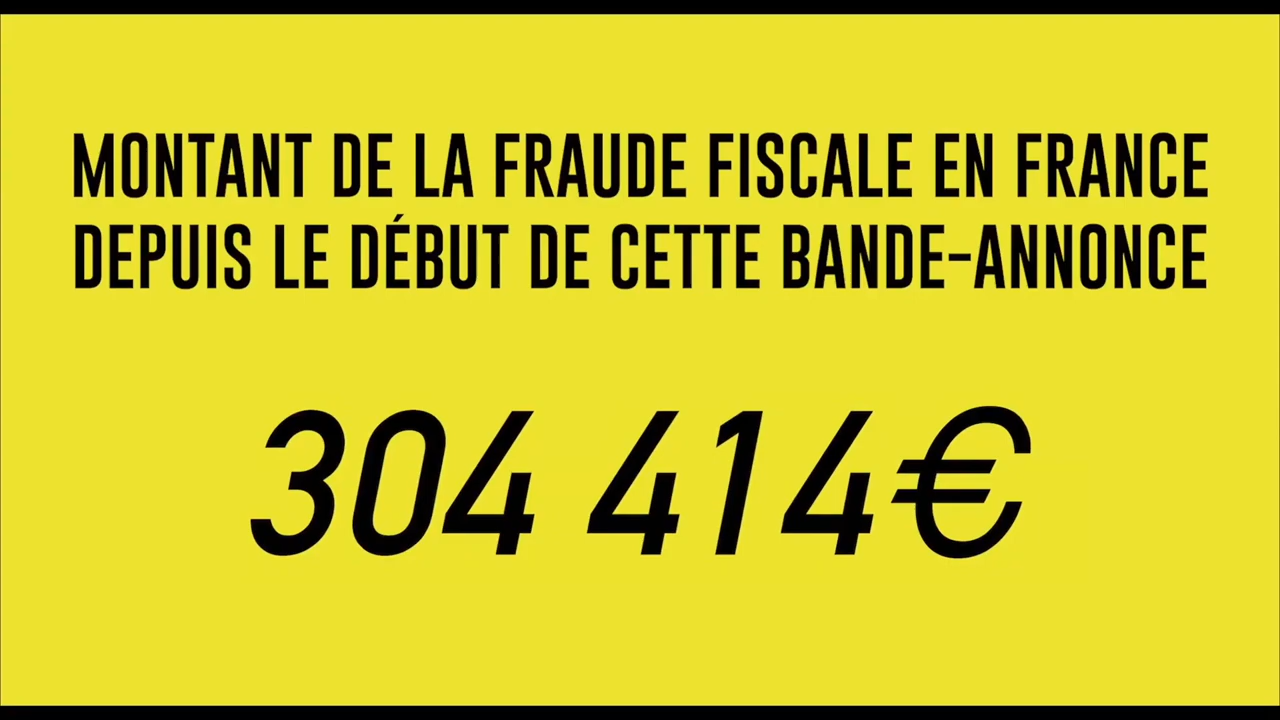 MONTANT DE LA FRAUDE FISCALE EN FRANCE
DEPUIS LE DÉBUT DE CETTE BANDE-ANNONCE
304 414€